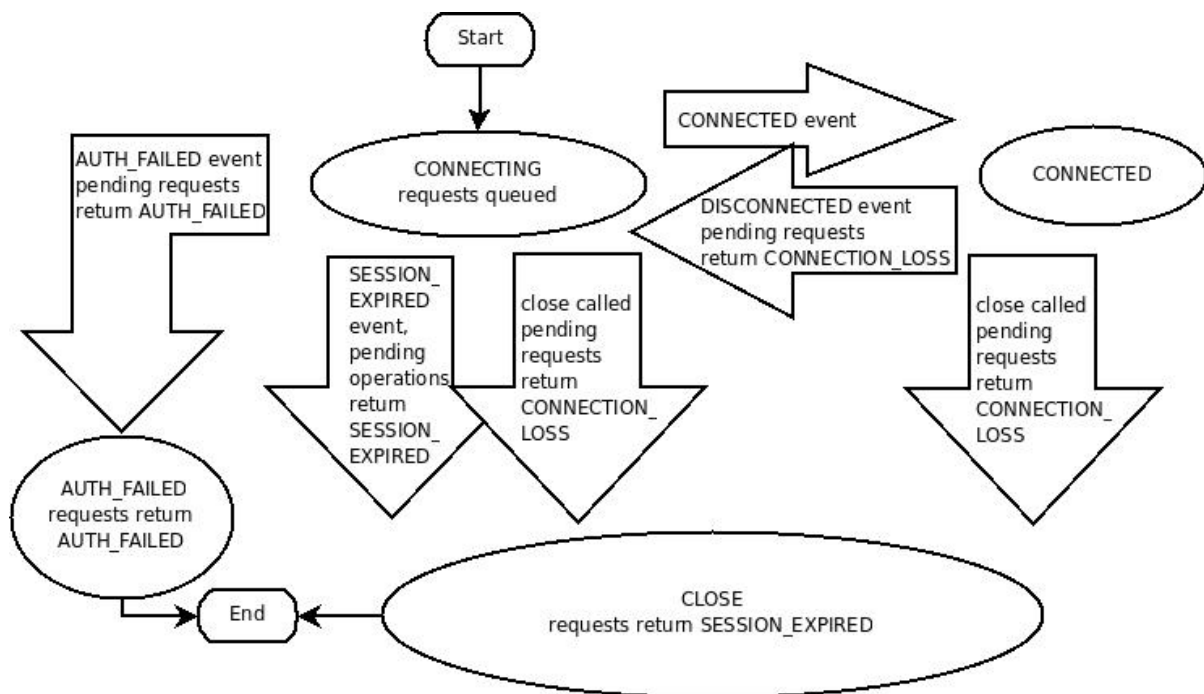 Start
CONNECTED event
AUTH_FAILED event
pending requests
return AUTH_FAILED
CONNECTING
requests queued
CONNECTED
DISCONNECTED event
pending requests
return CONNECTION_LOSS
SESSION_
EXPIRED
event,
pending
operations
return
SESSION_
EXPIRED
close called
pending
requests
return
CONNECTION_
LOSS
close called
pending
requests
return
CONNECTION_
LOSS
AUTH_FAILED
requests return
AUTH_FAILED
End
CLOSE
requests return SESSION_EXPIRED